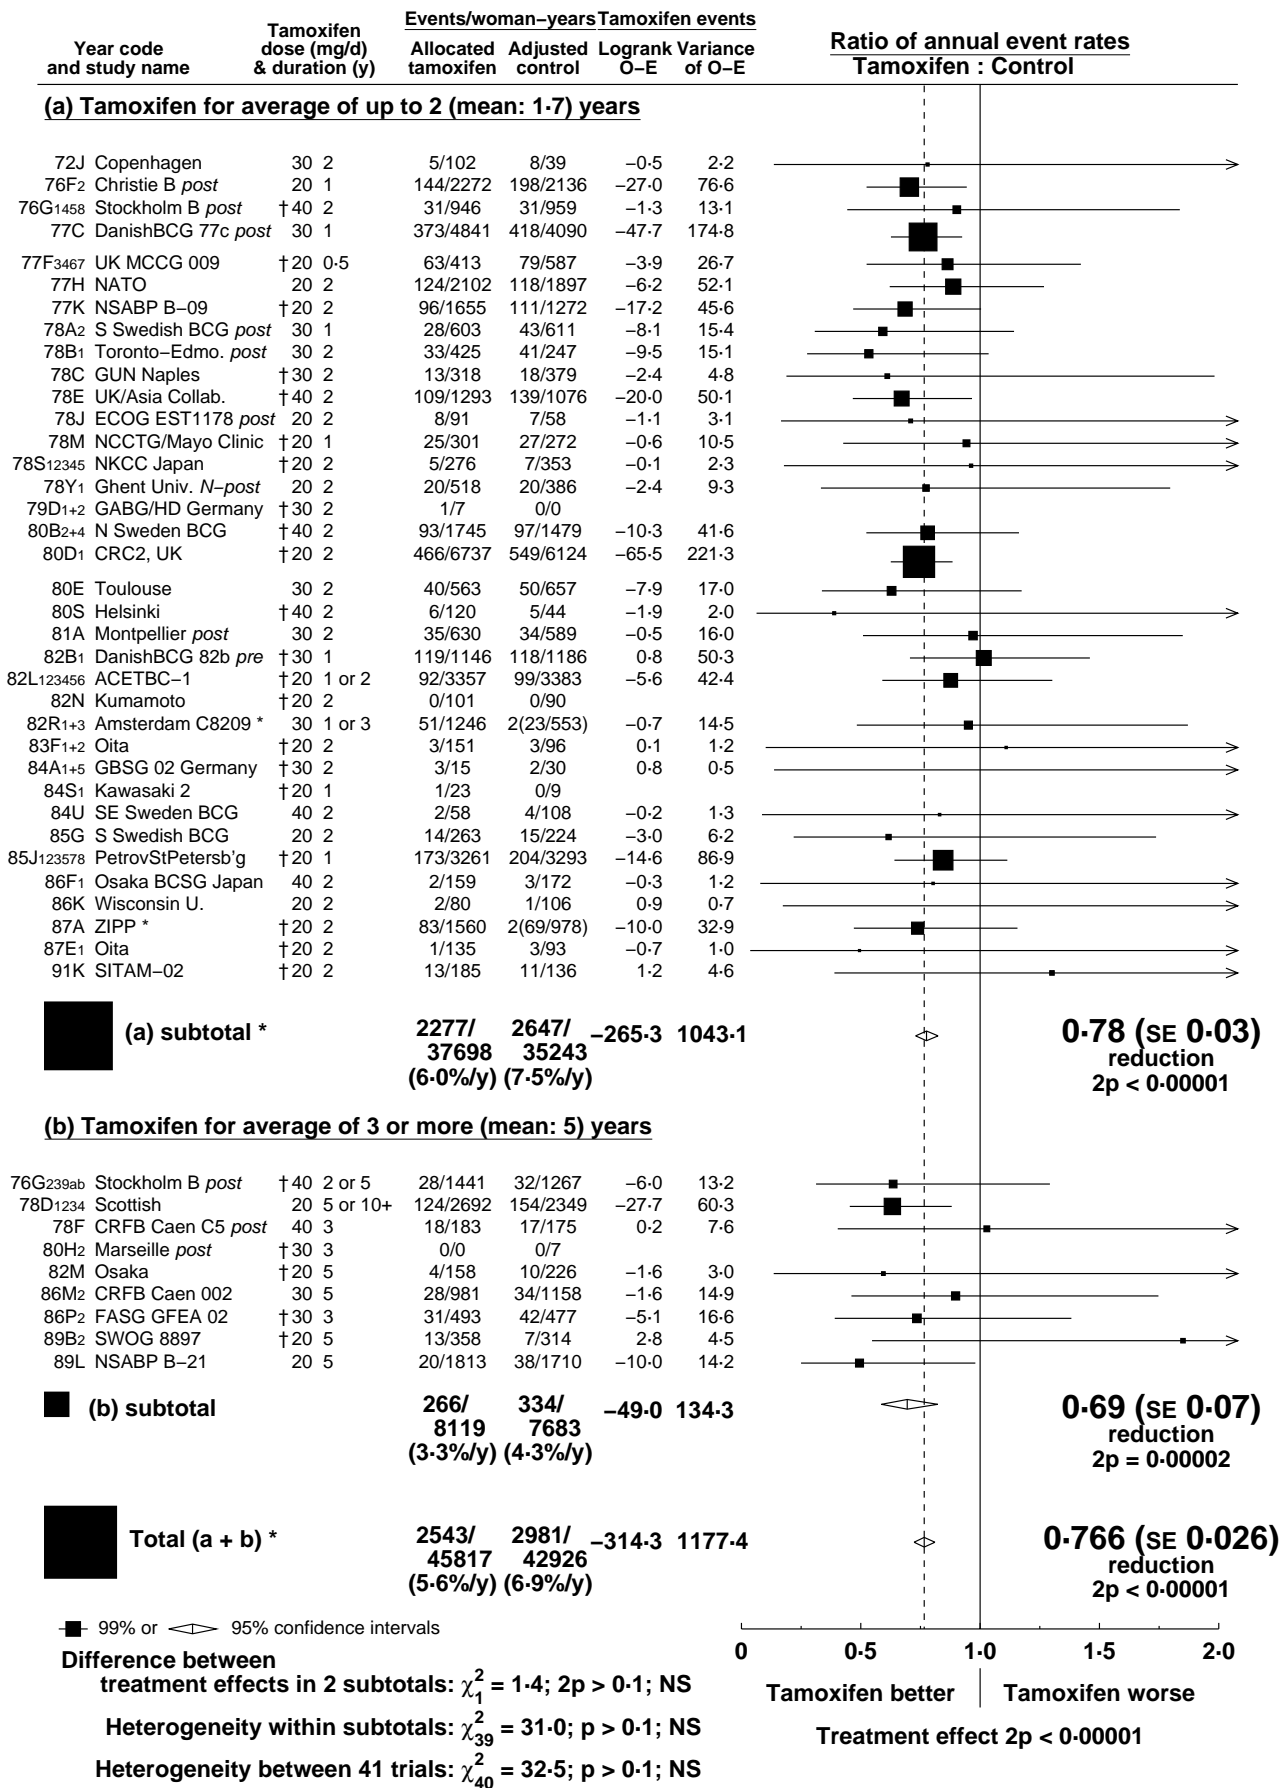 Year code and study name Tamoxifen dose (mg/d) & duration (y) Events/woman–years Allocated tamoxifen Adjusted control Tamoxifen events Logrank O–E Variance of O–E Ratio of annual event rates Tamoxifen : Control
(a) Tamoxifen for average of up to 2 (mean: 1·7) years
72J Copenhagen 30 2 5/102 8/39 –0·5 2·2
76F2 Christie B post 20 1 144/2272 198/2136 –27·0 76·6
76G1458 Stockholm B post †40 2 31/946 31/959 –1·3 13·1
77C DanishBCG 77c post 30 1 373/4841 418/4090 –47·7 174·8
77F3467 UK MCCG 009 †20 0·5 63/413 79/587 –3·9 26·7
77H NATO 20 2 124/2102 118/1897 –6·2 52·1
77K NSABP B–09 †20 2 96/1655 111/1272 –17·2 45·6
78A2 S Swedish BCG post 30 1 28/603 43/611 –8·1 15·4
78B1 Toronto–Edmo. post 30 2 33/425 41/247 –9·5 15·1
78C GUN Naples †30 2 13/318 18/379 –2·4 4·8
78E UK/Asia Collab. †40 2 109/1293 139/1076 –20·0 50·1
78J ECOG EST1178 post 20 2 8/91 7/58 –1·1 3·1
78M NCCTG/Mayo Clinic †20 1 25/301 27/272 –0·6 10·5
78S12345 NKCC Japan †20 2 5/276 7/353 –0·1 2·3
78Y1 Ghent Univ. N–post 20 2 20/518 20/386 –2·4 9·3
79D1+2 GABG/HD Germany †30 2 1/7 0/0
80B2+4 N Sweden BCG †40 2 93/1745 97/1479 –10·3 41·6
80D1 CRC2, UK †20 2 466/6737 549/6124 –65·5 221·3
80E Toulouse 30 2 40/563 50/657 –7·9 17·0
80S Helsinki †40 2 6/120 5/44 –1·9 2·0
81A Montpellier post 30 2 35/630 34/589 –0·5 16·0
82B1 DanishBCG 82b pre †30 1 119/1146 118/1186 0·8 50·3
82L123456 ACETBC–1 †20 1 or 2 92/3357 99/3383 –5·6 42·4
82N Kumamoto †20 2 0/101 0/90
82R1+3 Amsterdam C8209 * 30 1 or 3 51/1246 2(23/553) –0·7 14·5
83F1+2 Oita †20 2 3/151 3/96 0·1 1·2
84A1+5 GBSG 02 Germany †30 2 3/15 2/30 0·8 0·5
84S1 Kawasaki 2 †20 1 1/23 0/9
84U SE Sweden BCG 40 2 2/58 4/108 –0·2 1·3
85G S Swedish BCG 20 2 14/263 15/224 –3·0 6·2
85J123578 PetrovStPetersb'g †20 1 173/3261 204/3293 –14·6 86·9
86F1 Osaka BCSG Japan 40 2 2/159 3/172 –0·3 1·2
86K Wisconsin U. 20 2 2/80 1/106 0·9 0·7
87A ZIPP * †20 2 83/1560 2(69/978) –10·0 32·9
87E1 Oita †20 2 1/135 3/93 –0·7 1·0
91K SITAM–02 †20 2 13/185 11/136 1·2 4·6
(a) subtotal * 2277/ 2647/ –265·3 1043·1 0·78 (SE 0·03)
37698 35243 reduction
(6·0%/y) (7·5%/y) 2p < 0·00001
(b) Tamoxifen for average of 3 or more (mean: 5) years
76G239ab Stockholm B post †40 2 or 5 28/1441 32/1267 –6·0 13·2
78D1234 Scottish 20 5 or 10+ 124/2692 154/2349 –27·7 60·3
78F CRFB Caen C5 post 40 3 18/183 17/175 0·2 7·6
80H2 Marseille post †30 3 0/0 0/7
82M Osaka †20 5 4/158 10/226 –1·6 3·0
86M2 CRFB Caen 002 30 5 28/981 34/1158 –1·6 14·9
86P2 FASG GFEA 02 †30 3 31/493 42/477 –5·1 16·6
89B2 SWOG 8897 †20 5 13/358 7/314 2·8 4·5
89L NSABP B–21 20 5 20/1813 38/1710 –10·0 14·2
(b) subtotal 266/ 334/ –49·0 134·3 0·69 (SE 0·07)
8119 7683 reduction
(3·3%/y) (4·3%/y) 2p = 0·00002
Total (a + b) * 2543/ 2981/ –314·3 1177·4 0·766 (SE 0·026)
45817 42926 reduction
(5·6%/y) (6·9%/y) 2p < 0·00001
99% or 95% confidence intervals
0 0·5 1·0 1·5 2·0
Difference between
treatment effects in 2 subtotals: χ²₁ = 1·4; 2p > 0·1; NS
Tamoxifen better Tamoxifen worse
Heterogeneity within subtotals: χ²₃₉ = 31·0; p > 0·1; NS
Treatment effect 2p < 0·00001
Heterogeneity between 41 trials: χ²₄₀ = 32·5; p > 0·1; NS